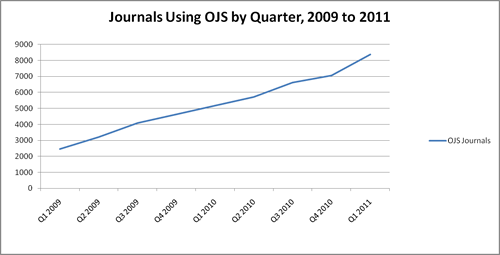 Journals Using OJS by Quarter, 2009 to 2011
9000
8000
7000
6000
5000
4000
3000
2000
1000
0
Q1 2009
Q2 2009
Q3 2009
Q4 2009
Q1 2010
Q2 2010
Q3 2010
Q4 2010
Q1 2011
OJS Journals